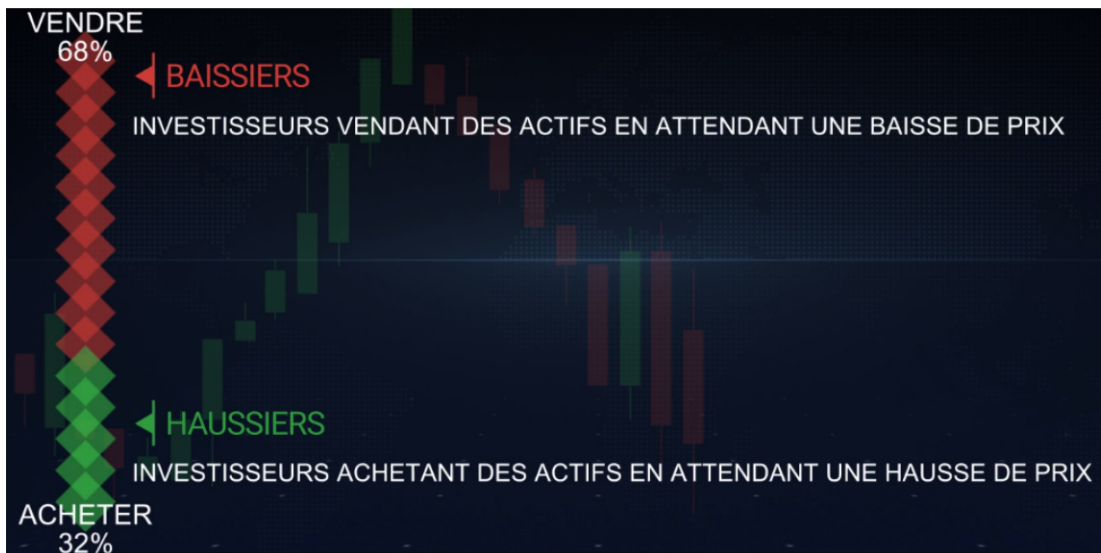 VENDRE
68%
BAISSIERS
INVESTISSEURS VENDANT DES ACTIFS EN ATTENDANT UNE BAISSE DE PRIX
HAUSSIERS
INVESTISSEURS ACHETANT DES ACTIFS EN ATTENDANT UNE HAUSSE DE PRIX
ACHETER
32%